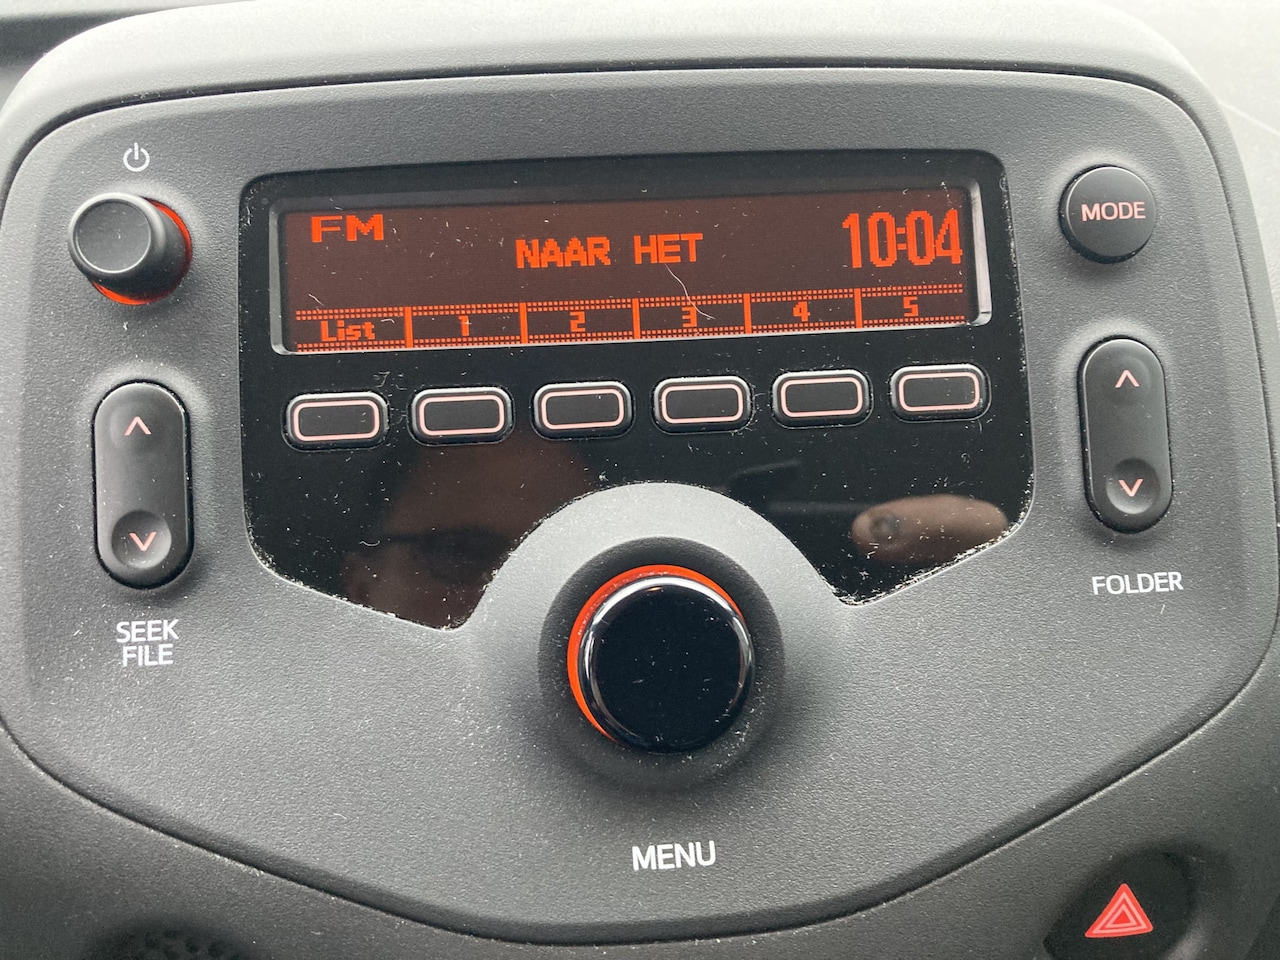 FM
NAAR HET
10:04
List 1 2 3 4 5
MODE
SEEK
FILE
FOLDER
MENU